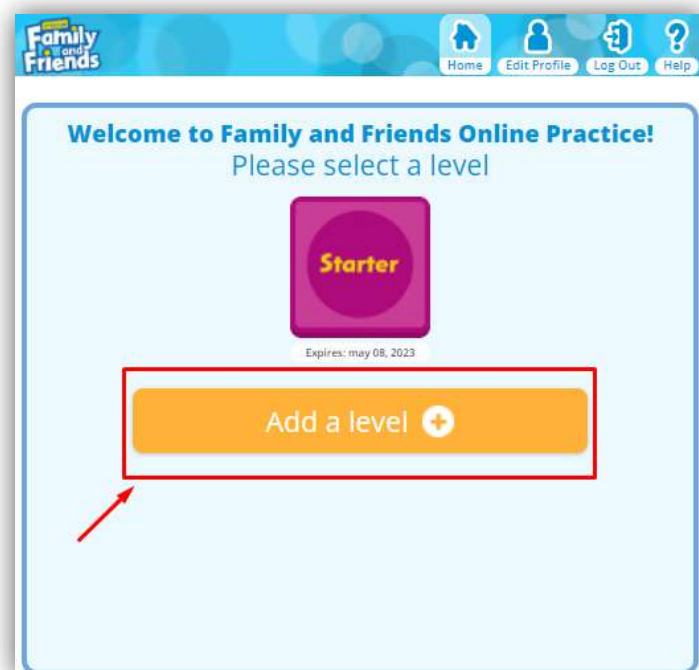 Family
and
Friends
Home
Edit Profile
Log Out
Help
Welcome to Family and Friends Online Practice!
Please select a level
Starter
Expires: may 08, 2023
Add a level